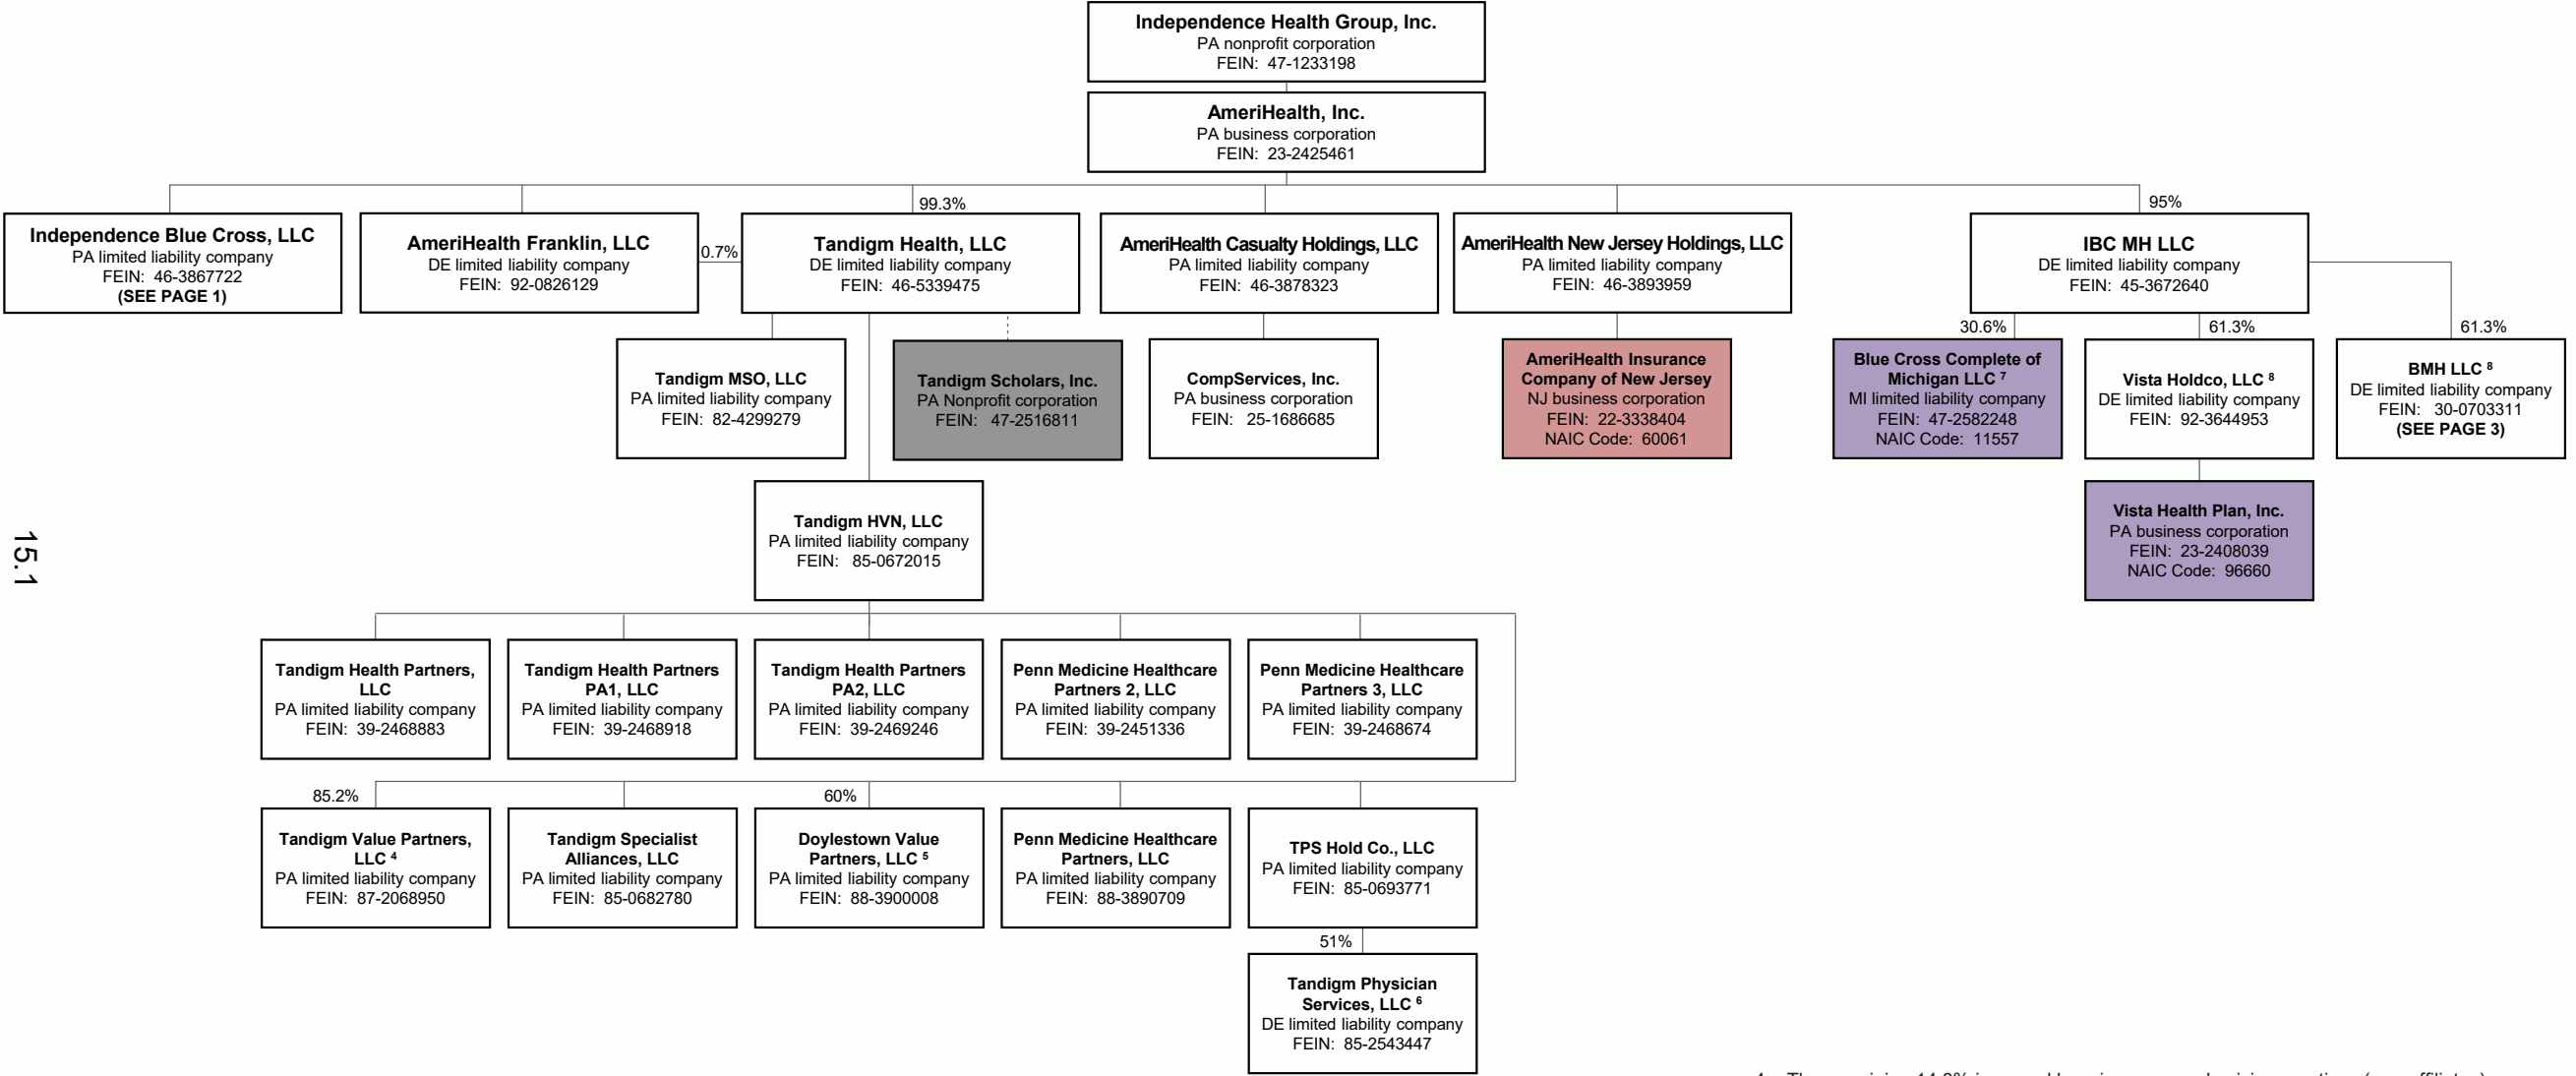 Independence Health Group, Inc.
PA nonprofit corporation
FEIN: 47-1233198
AmeriHealth, Inc.
PA business corporation
FEIN: 23-2425461
99.3%
95%
Independence Blue Cross, LLC
PA limited liability company
FEIN: 46-3867722
(SEE PAGE 1)
AmeriHealth Franklin, LLC
DE limited liability company
FEIN: 92-0826129
0.7%
Tandigm Health, LLC
DE limited liability company
FEIN: 46-5339475
AmeriHealth Casualty Holdings, LLC
PA limited liability company
FEIN: 46-3878323
AmeriHealth New Jersey Holdings, LLC
PA limited liability company
FEIN: 46-3893959
IBC MH LLC
DE limited liability company
FEIN: 45-3672640
30.6%
61.3%
61.3%
Tandigm MSO, LLC
PA limited liability company
FEIN: 82-4299279
Tandigm Scholars, Inc.
PA Nonprofit corporation
FEIN: 47-2516811
CompServices, Inc.
PA business corporation
FEIN: 25-1686685
AmeriHealth Insurance
Company of New Jersey
NJ business corporation
FEIN: 22-3338404
NAIC Code: 60061
Blue Cross Complete of
Michigan LLC 7
MI limited liability company
FEIN: 47-2582248
NAIC Code: 11557
Vista Holdco, LLC 8
DE limited liability company
FEIN: 92-3644953
BMH LLC 8
DE limited liability company
FEIN: 30-0703311
(SEE PAGE 3)
Tandigm HVN, LLC
PA limited liability company
FEIN: 85-0672015
Vista Health Plan, Inc.
PA business corporation
FEIN: 23-2408039
NAIC Code: 96660
15.1
Tandigm Health Partners,
LLC
PA limited liability company
FEIN: 39-2468883
Tandigm Health Partners
PA1, LLC
PA limited liability company
FEIN: 39-2468918
Tandigm Health Partners
PA2, LLC
PA limited liability company
FEIN: 39-2469246
Penn Medicine Healthcare
Partners 2, LLC
PA limited liability company
FEIN: 39-2451336
Penn Medicine Healthcare
Partners 3, LLC
PA limited liability company
FEIN: 39-2468674
85.2%
60%
Tandigm Value Partners,
LLC 4
PA limited liability company
FEIN: 87-2068950
Tandigm Specialist
Alliances, LLC
PA limited liability company
FEIN: 85-0682780
Doylestown Value
Partners, LLC 5
PA limited liability company
FEIN: 88-3900008
Penn Medicine Healthcare
Partners, LLC
PA limited liability company
FEIN: 88-3890709
TPS Hold Co., LLC
PA limited liability company
FEIN: 85-0693771
51%
Tandigm Physician
Services, LLC 6
DE limited liability company
FEIN: 85-2543447